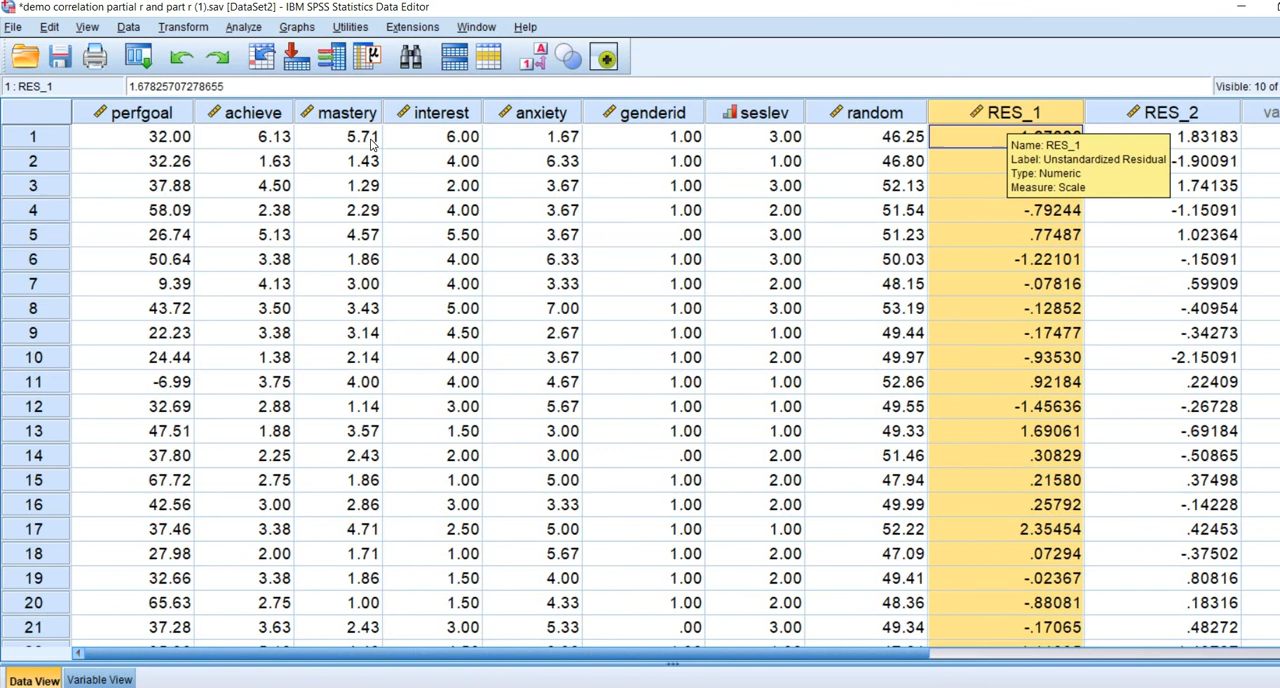 *demo correlation partial r and part r (1).sav [DataSet2] - IBM SPSS Statistics Data Editor
File Edit View Data Transform Analyze Graphs Utilities Extensions Window Help
1 : RES_1 1.67825707278655 Visible: 10 of
perfgoal achieve mastery interest anxiety genderid seslev random RES_1 RES_2 va
1 32.00 6.13 5.71 6.00 1.67 1.00 3.00 46.25 1.83183
2 32.26 1.63 1.43 4.00 6.33 1.00 3.00 46.80 -1.90091
3 37.88 4.50 1.29 2.00 3.67 1.00 3.00 52.13 1.74135
Name: RES_1
Label: Unstandardized Residual
Type: Numeric
Measure: Scale
4 58.09 2.38 2.29 4.00 3.67 1.00 2.00 51.54 -.79244 -1.15091
5 26.74 5.13 4.57 5.50 3.67 .00 3.00 51.23 .77487 1.02364
6 50.64 3.38 1.86 4.00 6.33 1.00 3.00 50.03 -1.22101 -.15091
7 9.39 4.13 3.00 4.00 3.33 1.00 2.00 48.15 -.07816 .59909
8 43.72 3.50 3.43 5.00 7.00 1.00 3.00 53.19 -.12852 -.40954
9 22.23 3.38 3.14 4.50 2.67 1.00 1.00 49.44 -.17477 -.34273
10 24.44 1.38 2.14 4.00 3.67 1.00 2.00 49.97 -.93530 -2.15091
11 -6.99 3.75 4.00 4.00 4.67 1.00 1.00 52.86 .92184 .22409
12 32.69 2.88 1.14 3.00 5.67 1.00 1.00 49.55 -1.45636 -.26728
13 47.51 1.88 3.57 1.50 3.00 1.00 1.00 49.33 1.69061 -.69184
14 37.80 2.25 2.43 2.00 3.00 .00 2.00 51.46 .30829 -.50865
15 67.72 2.75 1.86 1.00 5.00 1.00 2.00 47.94 .21580 .37498
16 42.56 3.00 2.86 3.00 3.33 1.00 2.00 49.99 .25792 -.14228
17 37.46 3.38 4.71 2.50 5.00 1.00 1.00 52.22 2.35454 .42453
18 27.98 2.00 1.71 1.00 5.67 1.00 2.00 47.09 .07294 -.37502
19 32.66 3.38 1.86 1.50 4.00 1.00 2.00 49.41 -.02367 .80816
20 65.63 2.75 1.00 1.50 4.33 1.00 2.00 48.36 -.88081 .18316
21 37.28 3.63 2.43 3.00 5.33 .00 3.00 49.34 -.17065 .48272
Data View Variable View